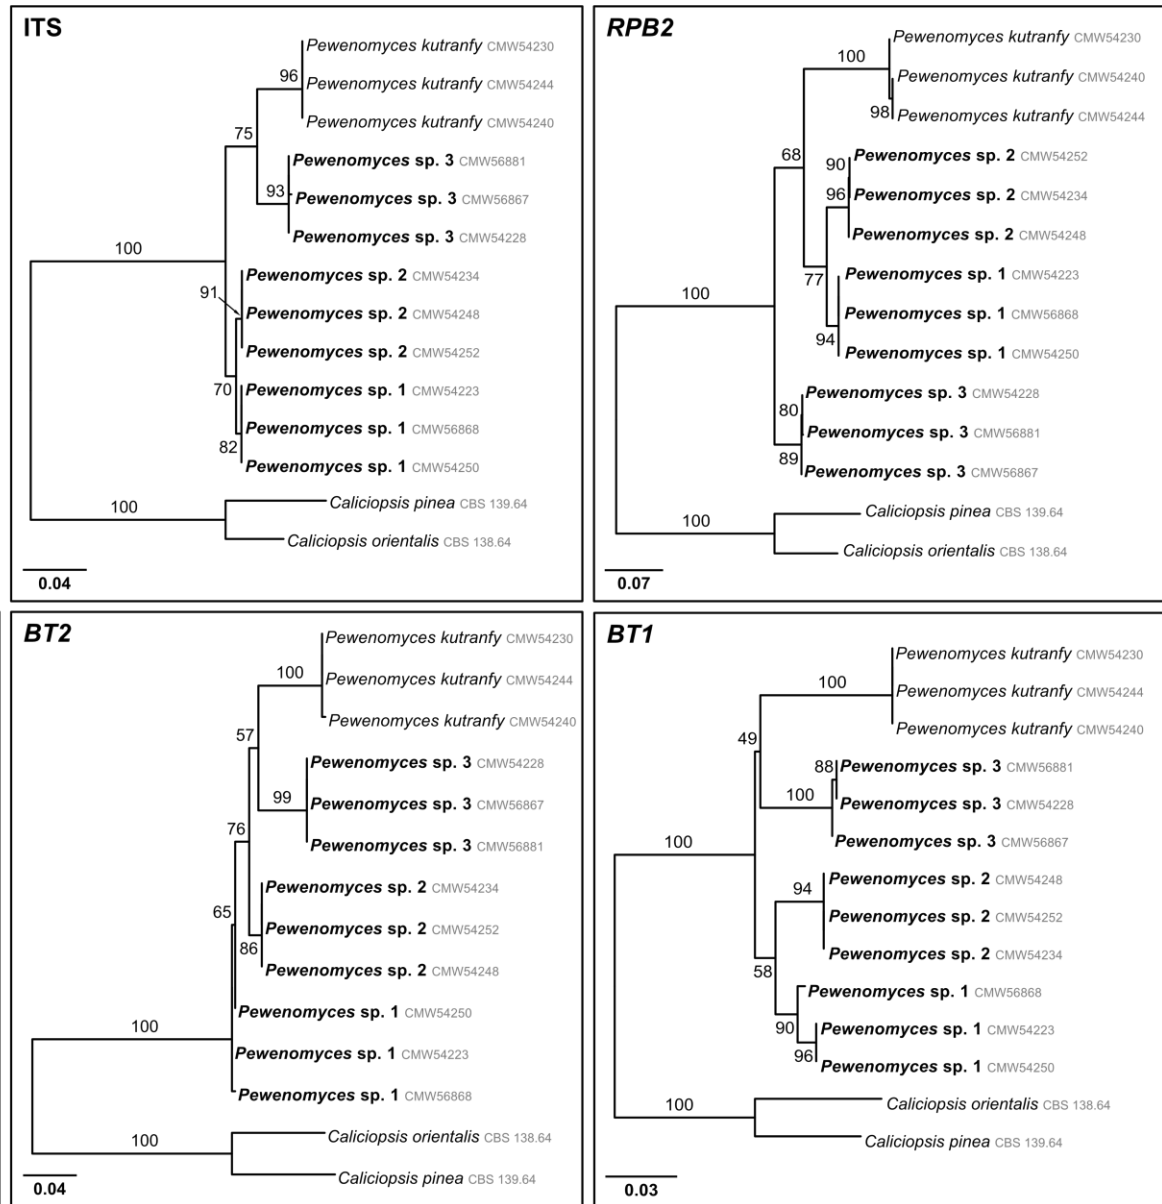 ITS
Pewenomyces kutranfy CMW54230
96
Pewenomyces kutranfy CMW54244
Pewenomyces kutranfy CMW54240
75
Pewenomyces sp. 3 CMW56881
93
Pewenomyces sp. 3 CMW56867
Pewenomyces sp. 3 CMW54228
100
Pewenomyces sp. 2 CMW54234
91
Pewenomyces sp. 2 CMW54248
Pewenomyces sp. 2 CMW54252
70
Pewenomyces sp. 1 CMW54223
Pewenomyces sp. 1 CMW56868
82
Pewenomyces sp. 1 CMW54250
Caliciopsis pinea CBS 139.64
100
Caliciopsis orientalis CBS 138.64
0.04
RPB2
Pewenomyces kutranfy CMW54230
100
Pewenomyces kutranfy CMW54240
98
Pewenomyces kutranfy CMW54244
68
Pewenomyces sp. 2 CMW54252
90
96
Pewenomyces sp. 2 CMW54234
Pewenomyces sp. 2 CMW54248
77
Pewenomyces sp. 1 CMW54223
100
Pewenomyces sp. 1 CMW56868
94
Pewenomyces sp. 1 CMW54250
Pewenomyces sp. 3 CMW54228
80
Pewenomyces sp. 3 CMW56881
89
Pewenomyces sp. 3 CMW56867
Caliciopsis pinea CBS 139.64
100
Caliciopsis orientalis CBS 138.64
0.07
BT2
Pewenomyces kutranfy CMW54230
100
Pewenomyces kutranfy CMW54244
Pewenomyces kutranfy CMW54240
57
Pewenomyces sp. 3 CMW54228
99
Pewenomyces sp. 3 CMW56867
76
Pewenomyces sp. 3 CMW56881
Pewenomyces sp. 2 CMW54234
65
Pewenomyces sp. 2 CMW54252
86
Pewenomyces sp. 2 CMW54248
Pewenomyces sp. 1 CMW54250
100
Pewenomyces sp. 1 CMW54223
Pewenomyces sp. 1 CMW56868
Caliciopsis orientalis CBS 138.64
100
Caliciopsis pinea CBS 139.64
0.04
BT1
Pewenomyces kutranfy CMW54230
100
Pewenomyces kutranfy CMW54244
Pewenomyces kutranfy CMW54240
49
88
Pewenomyces sp. 3 CMW56881
100
Pewenomyces sp. 3 CMW54228
Pewenomyces sp. 3 CMW56867
100
Pewenomyces sp. 2 CMW54248
94
Pewenomyces sp. 2 CMW54252
Pewenomyces sp. 2 CMW54234
58
Pewenomyces sp. 1 CMW56868
90
Pewenomyces sp. 1 CMW54223
96
Pewenomyces sp. 1 CMW54250
Caliciopsis orientalis CBS 138.64
100
Caliciopsis pinea CBS 139.64
0.03